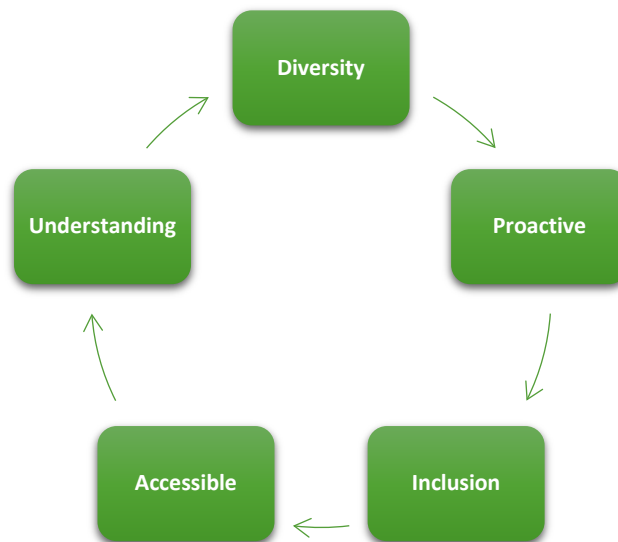 Diversity
Proactive
Inclusion
Accessible
Understanding